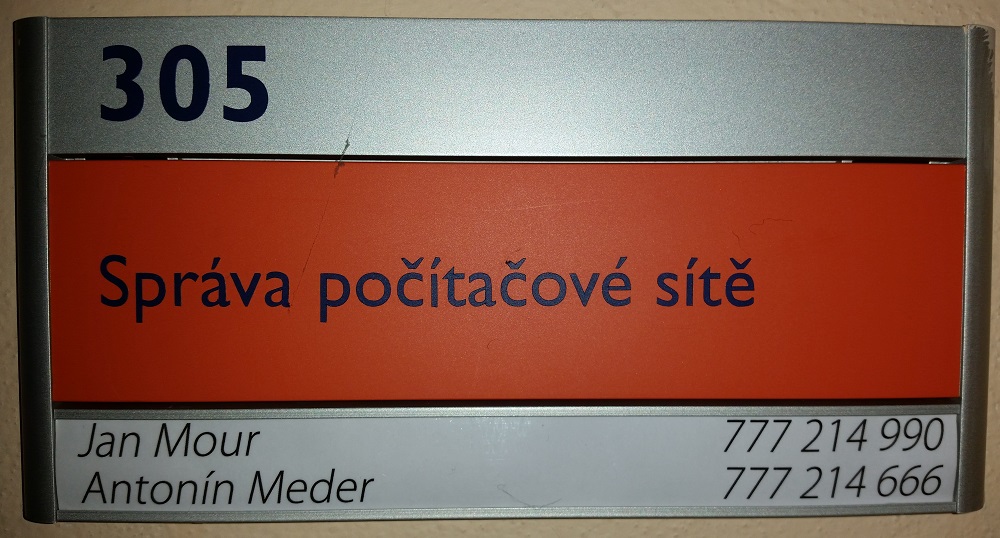 305
Správa počítačové sítě
Jan Mour 777 214 990
Antonín Meder 777 214 666